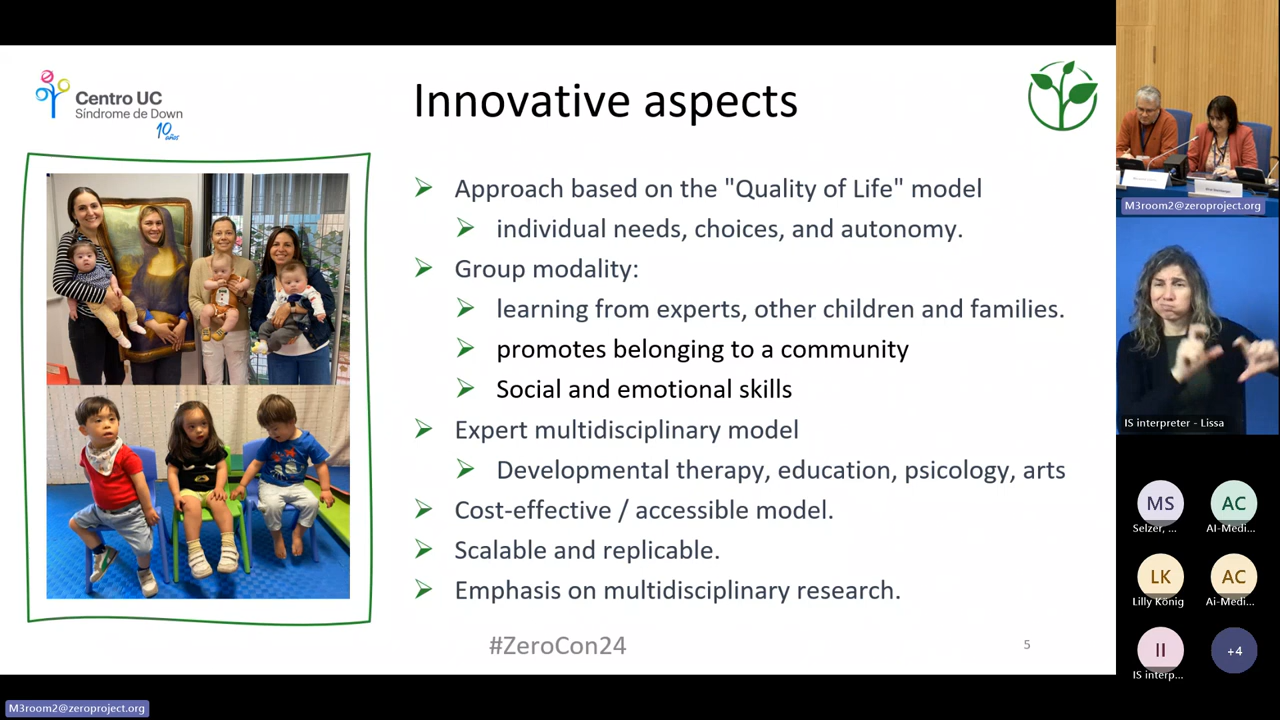 Centro UC
Síndrome de Down
10 años
Innovative aspects
Approach based on the "Quality of Life" model
individual needs, choices, and autonomy.
Group modality:
learning from experts, other children and families.
promotes belonging to a community
Social and emotional skills
Expert multidisciplinary model
Developmental therapy, education, psicology, arts
Cost-effective / accessible model.
Scalable and replicable.
Emphasis on multidisciplinary research.
#ZeroCon24
5
M3room2@zeroproject.org
IS interpreter - Lissa
MS
Selzer, ...
AC
AI-Medi...
LK
Lilly König
AC
Ai-Medi...
II
IS interp...
+4
M3room2@zeroproject.org